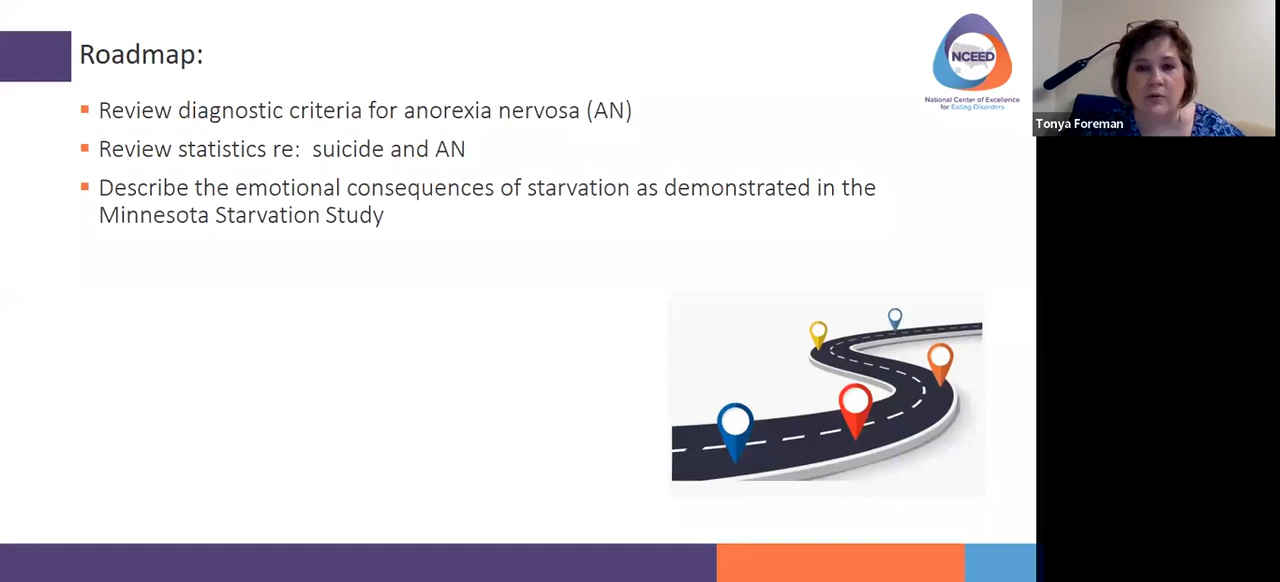 Roadmap:
Review diagnostic criteria for anorexia nervosa (AN)
Review statistics re: suicide and AN
Describe the emotional consequences of starvation as demonstrated in the
Minnesota Starvation Study
NCEED
National Center of Excellence
for Eating Disorders
Tonya Foreman